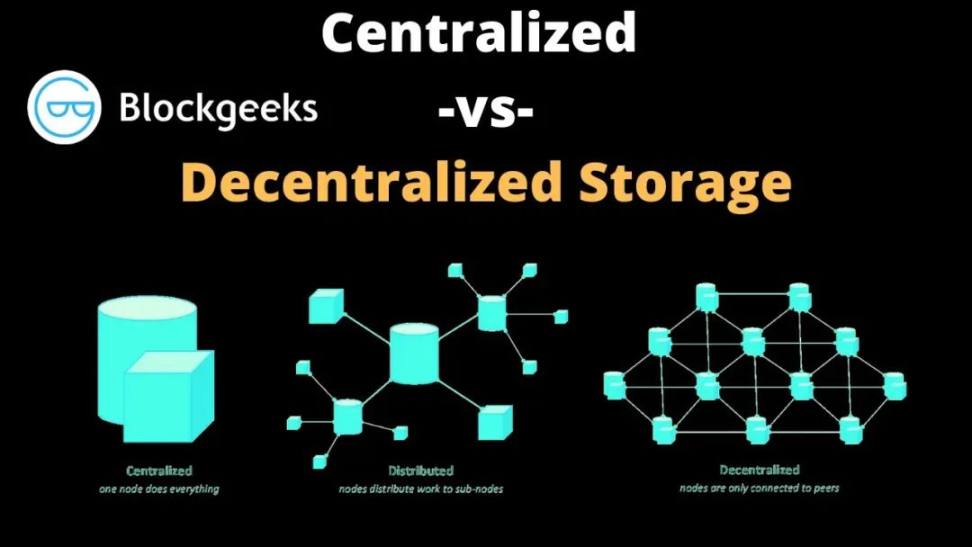 Centralized
Blockgeeks
-vs-
Decentralized Storage
Centralized
one node does everything
Distributed
nodes distribute work to sub-nodes
Decentralized
nodes are only connected to peers